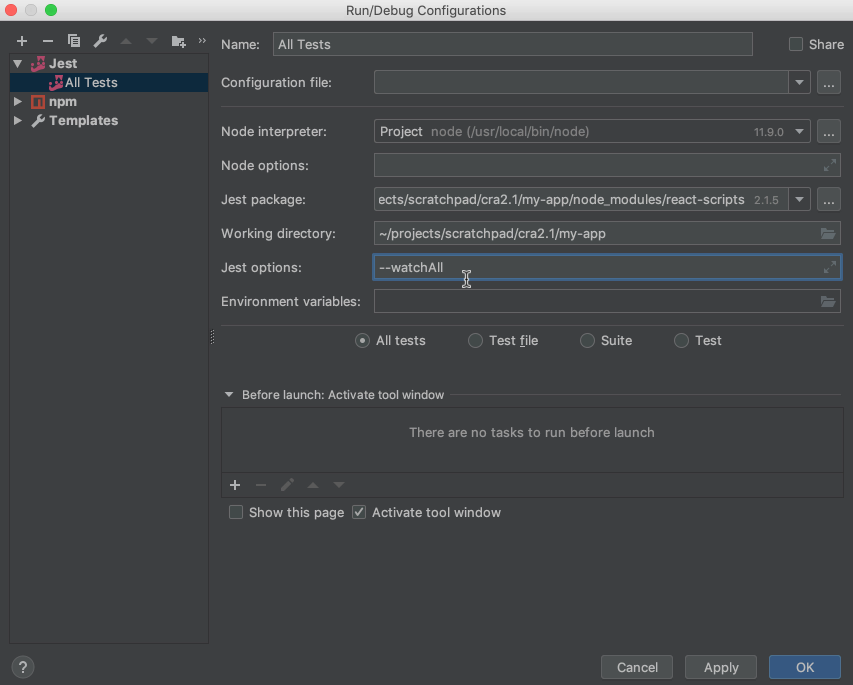 Run/Debug Configurations
Jest
All Tests
npm
Templates
Name: All Tests Share
Configuration file: ...
Node interpreter: Project node (/usr/local/bin/node) 11.9.0 ...
Node options:
Jest package: ects/scratchpad/cra2.1/my-app/node_modules/react-scripts 2.1.5 ...
Working directory: ~/projects/scratchpad/cra2.1/my-app
Jest options: --watchAll
Environment variables:
All tests Test file Suite Test
Before launch: Activate tool window
There are no tasks to run before launch
Show this page Activate tool window
? Cancel Apply OK